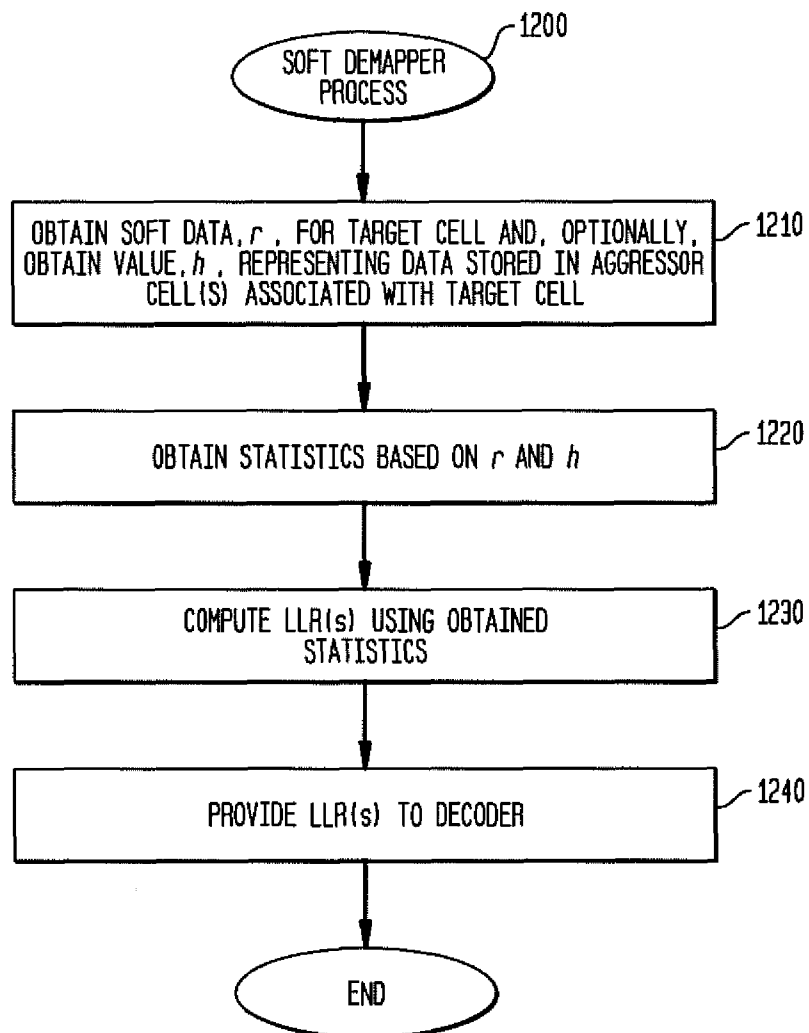 1200
SOFT DEMAPPER
PROCESS
1210
OBTAIN SOFT DATA, r, FOR TARGET CELL AND, OPTIONALLY,
OBTAIN VALUE, h, REPRESENTING DATA STORED IN AGGRESSOR
CELL(S) ASSOCIATED WITH TARGET CELL
1220
OBTAIN STATISTICS BASED ON r AND h
1230
COMPUTE LLR(s) USING OBTAINED
STATISTICS
1240
PROVIDE LLR(s) TO DECODER
END